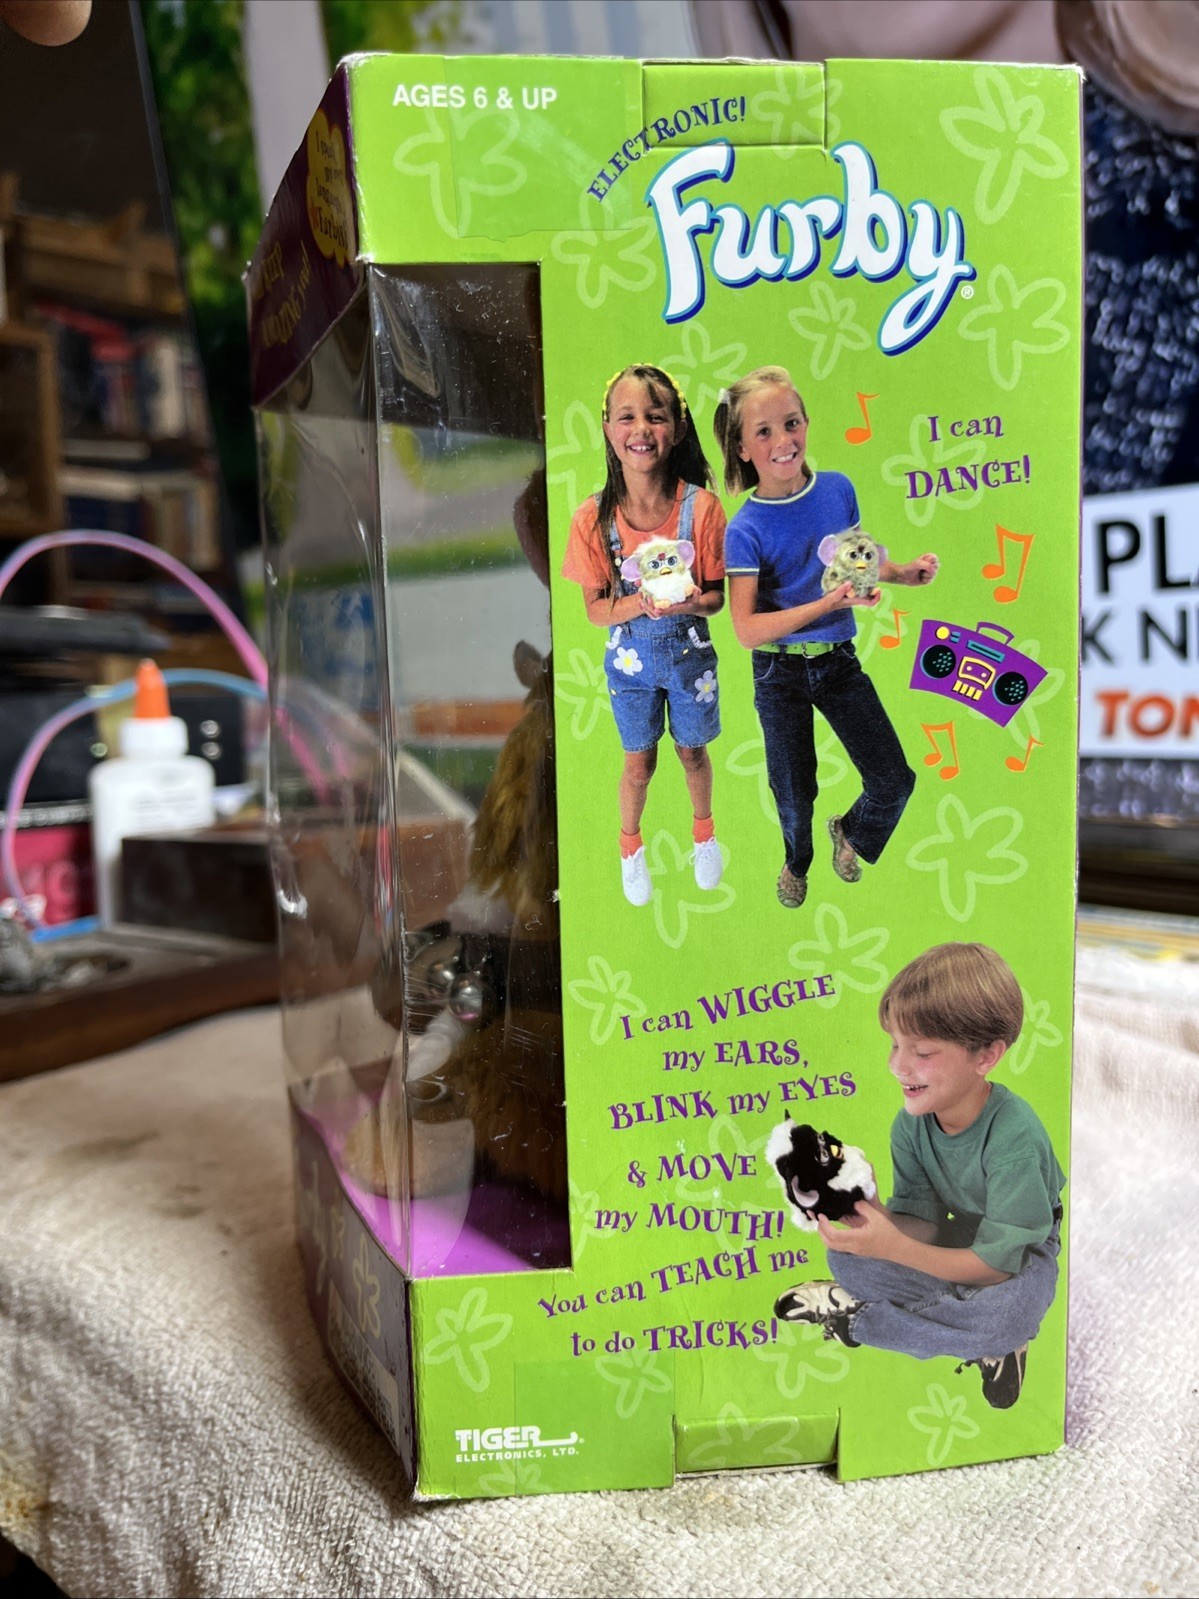 AGES 6 & UP
ELECTRONIC!
Furby®
I can
DANCE!
I can WIGGLE
my EARS,
BLINK my EYES
& MOVE
my MOUTH!
You can TEACH me
to do TRICKS!
TIGER®
ELECTRONICS, LTD.
PL
K N
TO